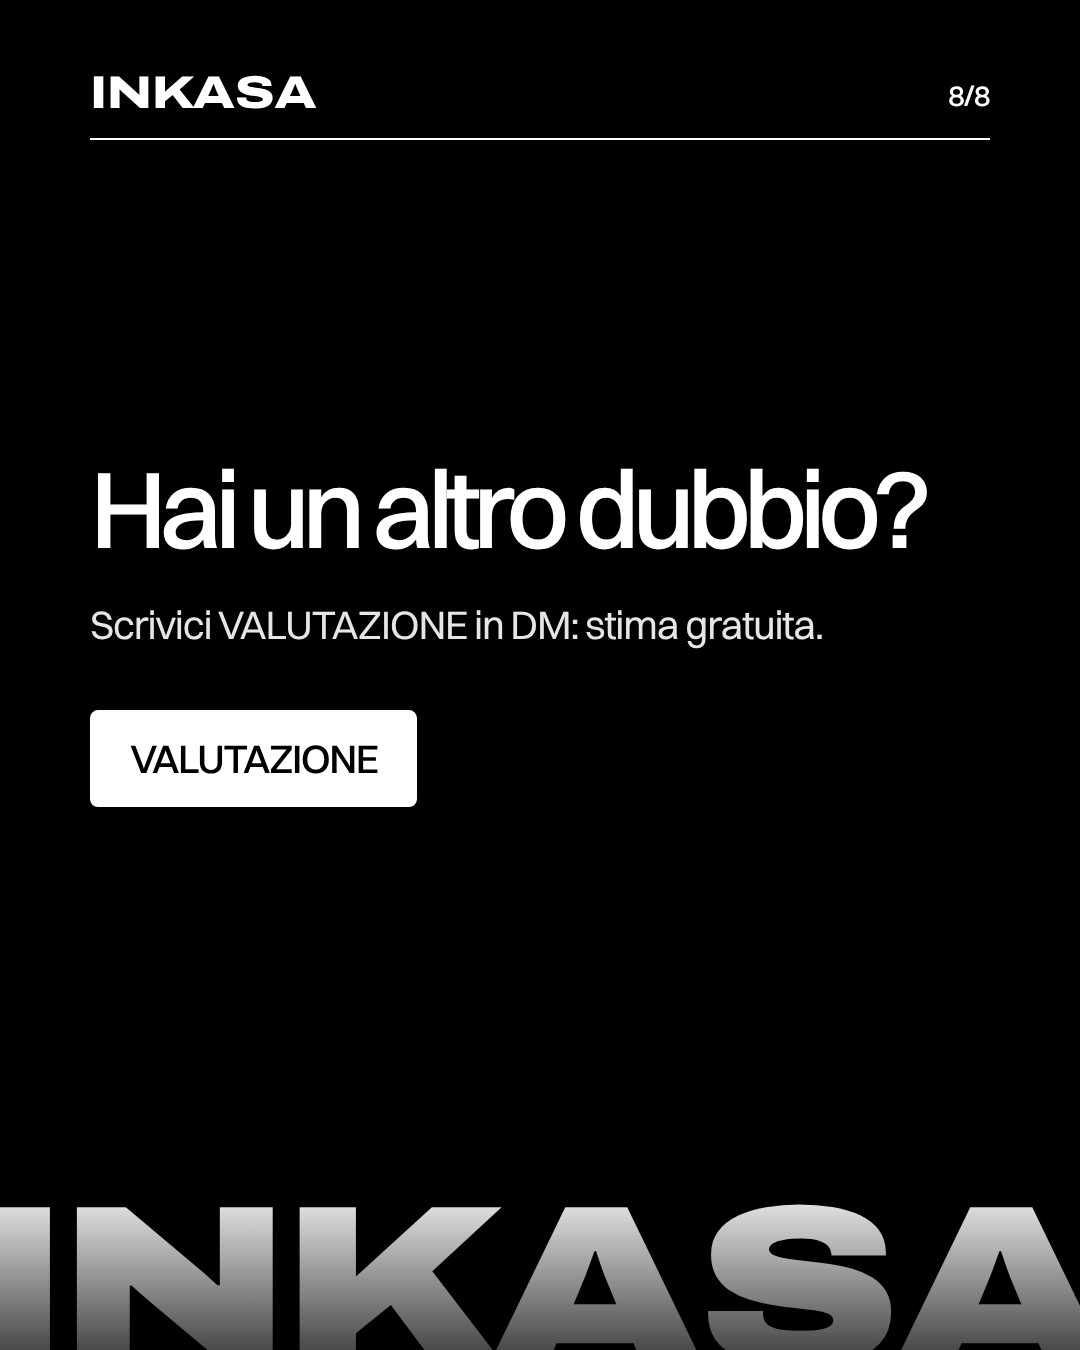 INKASA
8/8
Hai un altro dubbio?
Scrivici VALUTAZIONE in DM: stima gratuita.
VALUTAZIONE
INKASA